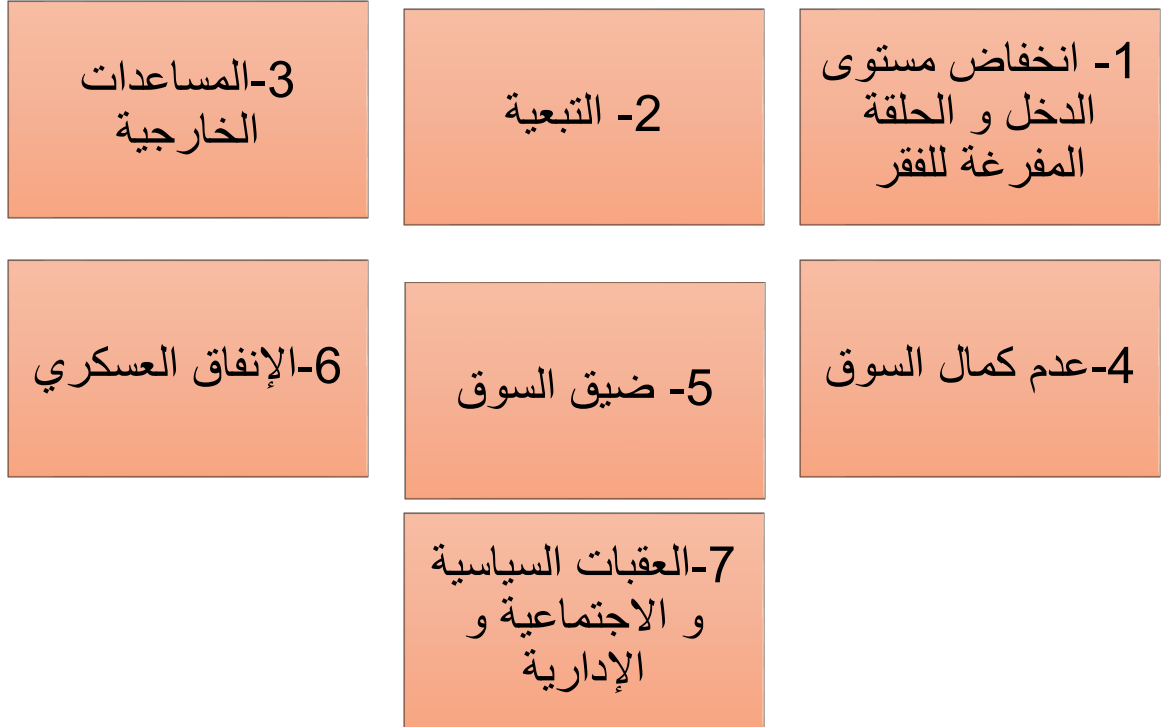 1- انخفاض مستوى
الدخل و الحلقة
المفرغة للفقر
2- التبعية
3-المساعدات
الخارجية
4-عدم كمال السوق
5- ضيق السوق
6-الإنفاق العسكري
7-العقبات السياسية
و الاجتماعية و
الإدارية